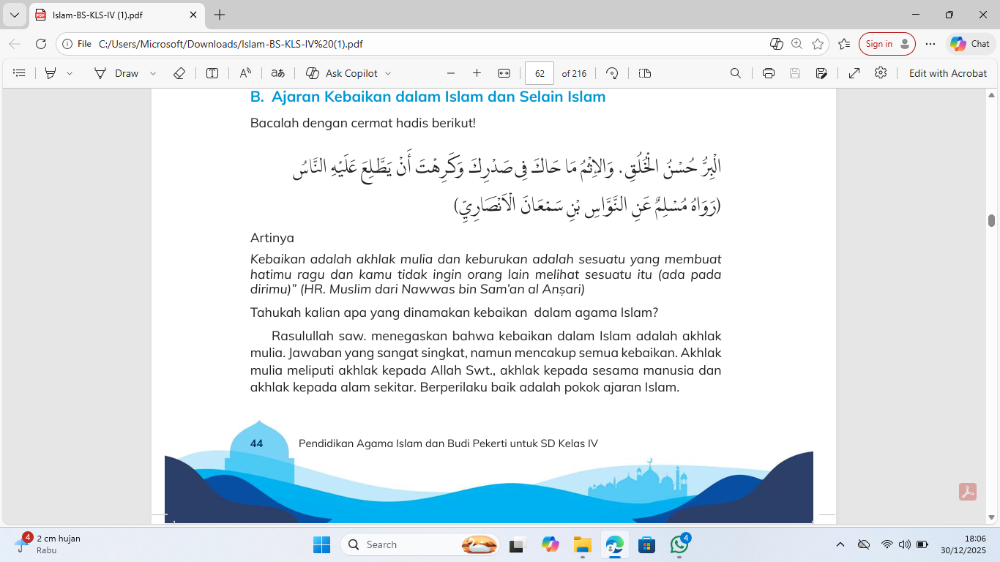 Islam-BS-KLS-IV (1).pdf
File C:/Users/Microsoft/Downloads/Islam-BS-KLS-IV%20(1).pdf
Sign in
Chat
Draw
Ask Copilot
62 of 216
Edit with Acrobat
B. Ajaran Kebaikan dalam Islam dan Selain Islam
Bacalah dengan cermat hadis berikut!
الْبِرُّ حُسْنُ الْخُلُقِ، وَالاِثْمُ مَا حَاكَ فِى صَدْرِكَ وَكَرِهْتَ أَنْ يَطَّلِعَ عَلَيْهِ النَّاسُ
(رَوَاهُ مُسْلِمٌ عَنِ النَّوَّاسِ بْنِ سَمْعَانَ الْاَنْصَارِيِّ)
Artinya
Kebaikan adalah akhlak mulia dan keburukan adalah sesuatu yang membuat
hatimu ragu dan kamu tidak ingin orang lain melihat sesuatu itu (ada pada
dirimu)” (HR. Muslim dari Nawwas bin Sam’an al Anṣari)
Tahukah kalian apa yang dinamakan kebaikan  dalam agama Islam?
Rasulullah saw. menegaskan bahwa kebaikan dalam Islam adalah akhlak
mulia. Jawaban yang sangat singkat, namun mencakup semua kebaikan. Akhlak
mulia meliputi akhlak kepada Allah Swt., akhlak kepada sesama manusia dan
akhlak kepada alam sekitar. Berperilaku baik adalah pokok ajaran Islam.
44 Pendidikan Agama Islam dan Budi Pekerti untuk SD Kelas IV
4
2 cm hujan
Rabu
Search
4
18:06
30/12/2025